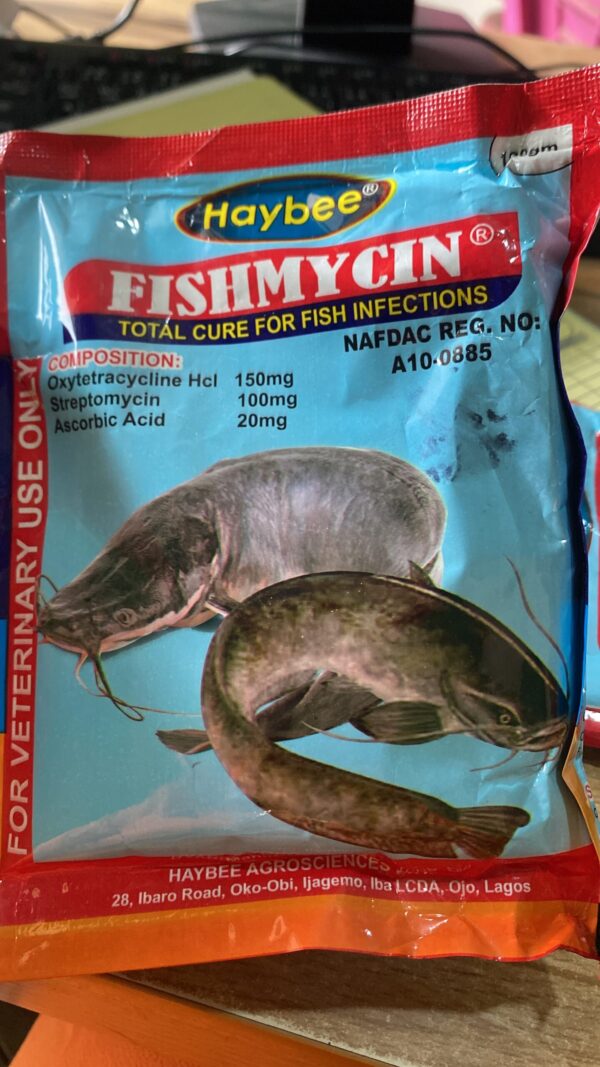 100gm
Haybee®
FISHMYCIN®
TOTAL CURE FOR FISH INFECTIONS
NAFDAC REG. NO:
A10-0885
COMPOSITION:
Oxytetracycline Hcl 150mg
Streptomycin 100mg
Ascorbic Acid 20mg
FOR VETERINARY USE ONLY
HAYBEE AGROSCIENCES
28, Ibaro Road, Oko-Obi, Ijagemo, Iba LCDA, Ojo, Lagos